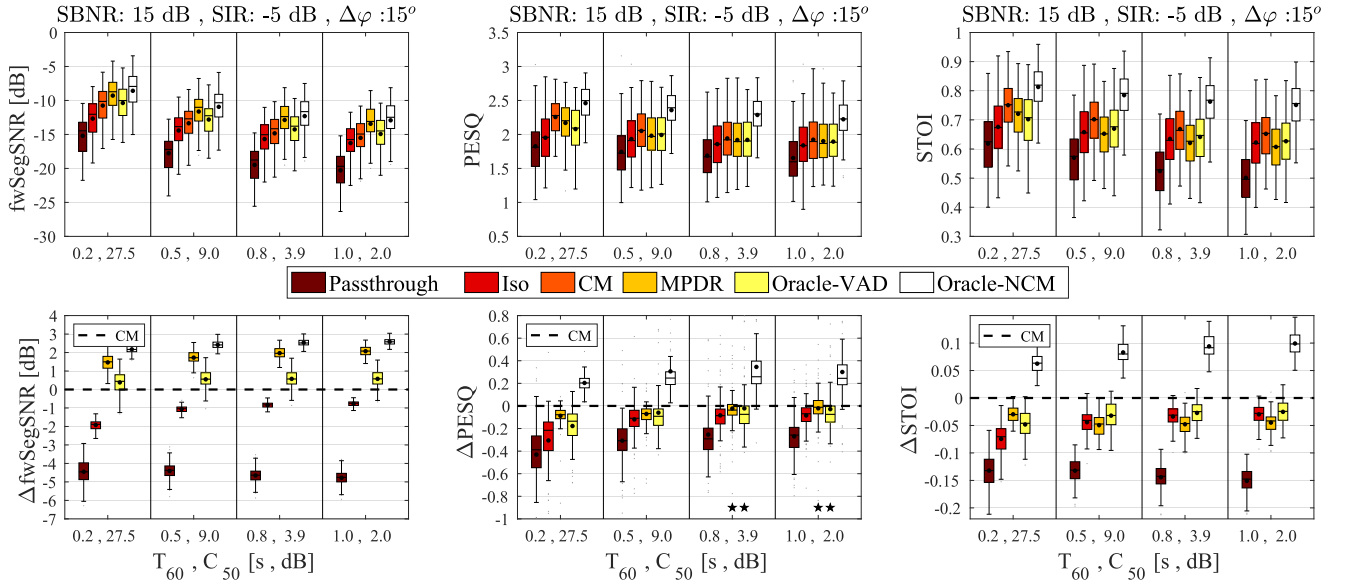 SBNR: 15 dB , SIR: -5 dB , Δφ :15°
SBNR: 15 dB , SIR: -5 dB , Δφ :15°
SBNR: 15 dB , SIR: -5 dB , Δφ :15°
fwSegSNR [dB]
0
-5
-10
-15
-20
-25
-30
0.2 , 27.5
0.5 , 9.0
0.8 , 3.9
1.0 , 2.0
PESQ
4
3.5
3
2.5
2
1.5
1
0.5
0
0.2 , 27.5
0.5 , 9.0
0.8 , 3.9
1.0 , 2.0
STOI
1
0.9
0.8
0.7
0.6
0.5
0.4
0.3
0.2 , 27.5
0.5 , 9.0
0.8 , 3.9
1.0 , 2.0
Passthrough Iso CM MPDR Oracle-VAD Oracle-NCM
ΔfwSegSNR [dB]
4
3
2
1
0
-1
-2
-3
-4
-5
-6
-7
CM
0.2 , 27.5
0.5 , 9.0
0.8 , 3.9
1.0 , 2.0
T60 , C50 [s , dB]
ΔPESQ
0.8
0.6
0.4
0.2
0
-0.2
-0.4
-0.6
-0.8
-1
CM
★★
★★
0.2 , 27.5
0.5 , 9.0
0.8 , 3.9
1.0 , 2.0
T60 , C50 [s , dB]
ΔSTOI
0.1
0.05
0
-0.05
-0.1
-0.15
-0.2
CM
0.2 , 27.5
0.5 , 9.0
0.8 , 3.9
1.0 , 2.0
T60 , C50 [s , dB]